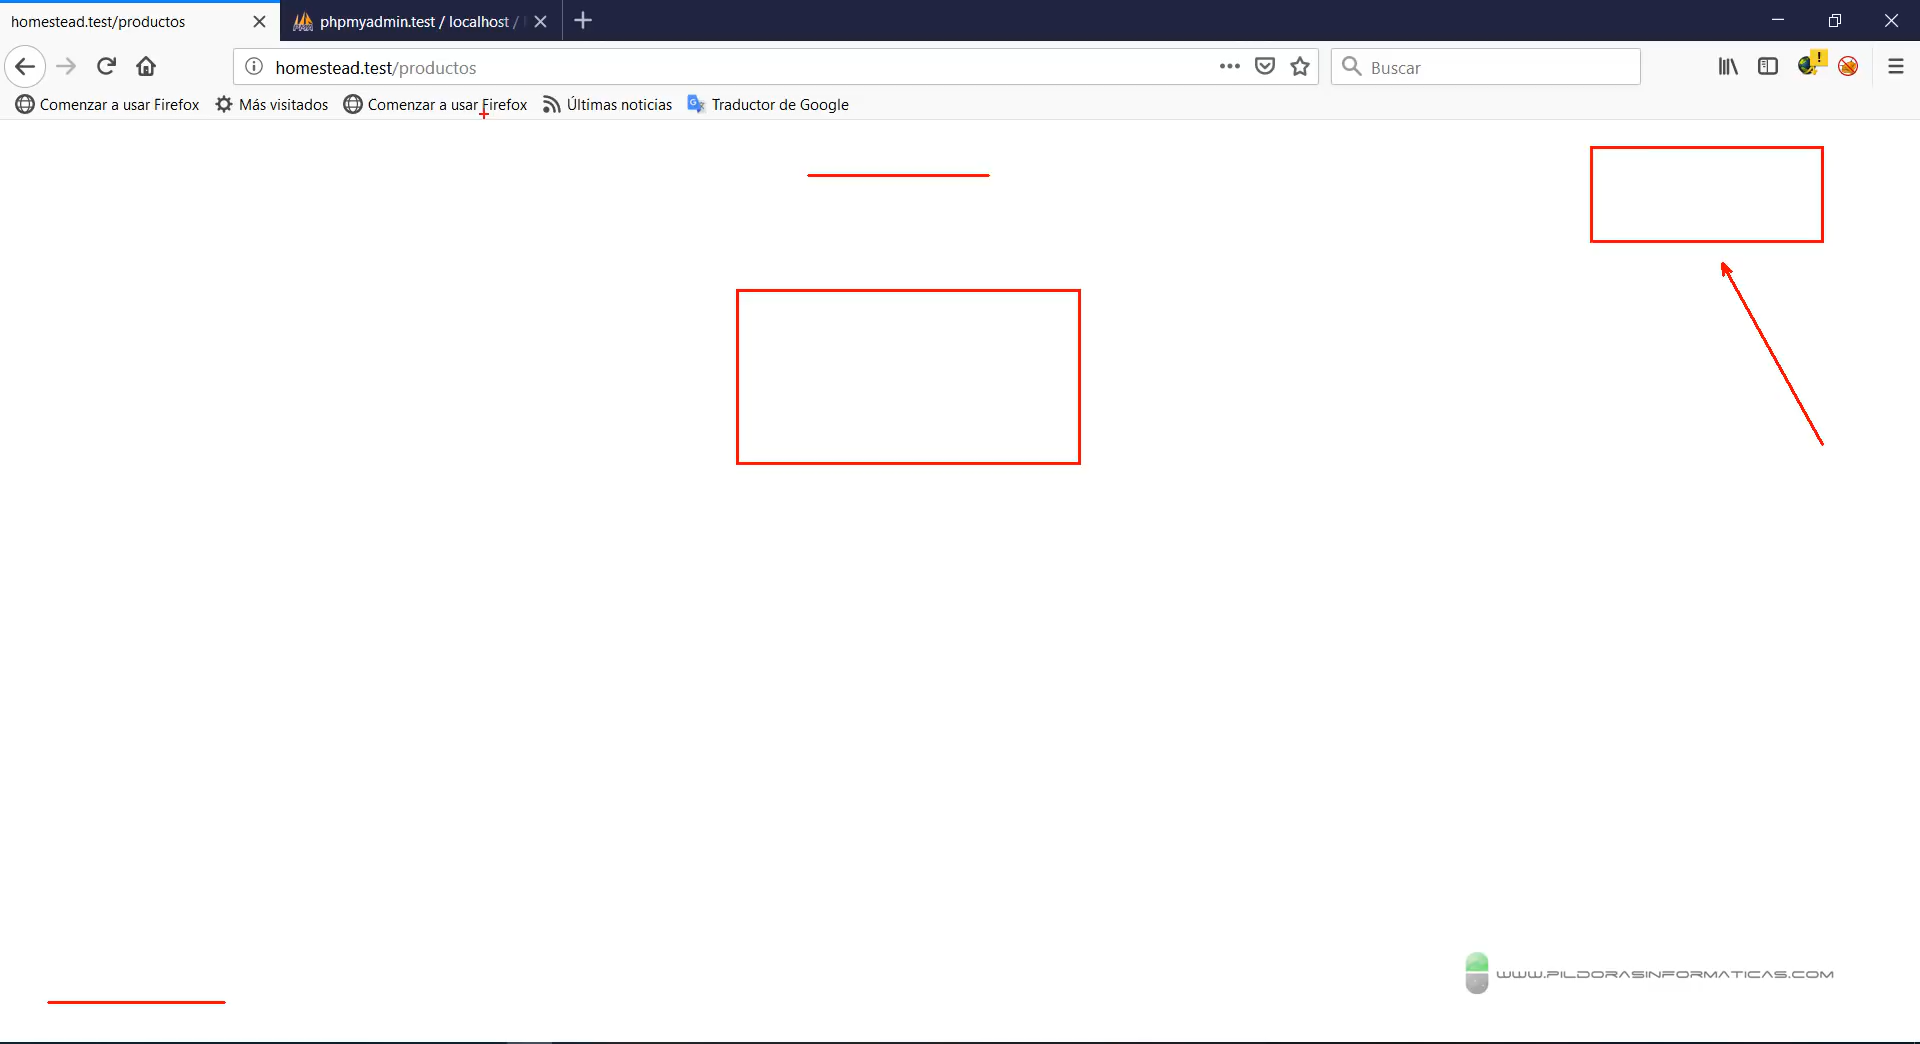 homestead.test/productos
phpmyadmin.test / localhost /
homestead.test/productos
Buscar
Comenzar a usar Firefox
Más visitados
Comenzar a usar Firefox
Últimas noticias
Traductor de Google
WWW.PILDORASINFORMATICAS.COM